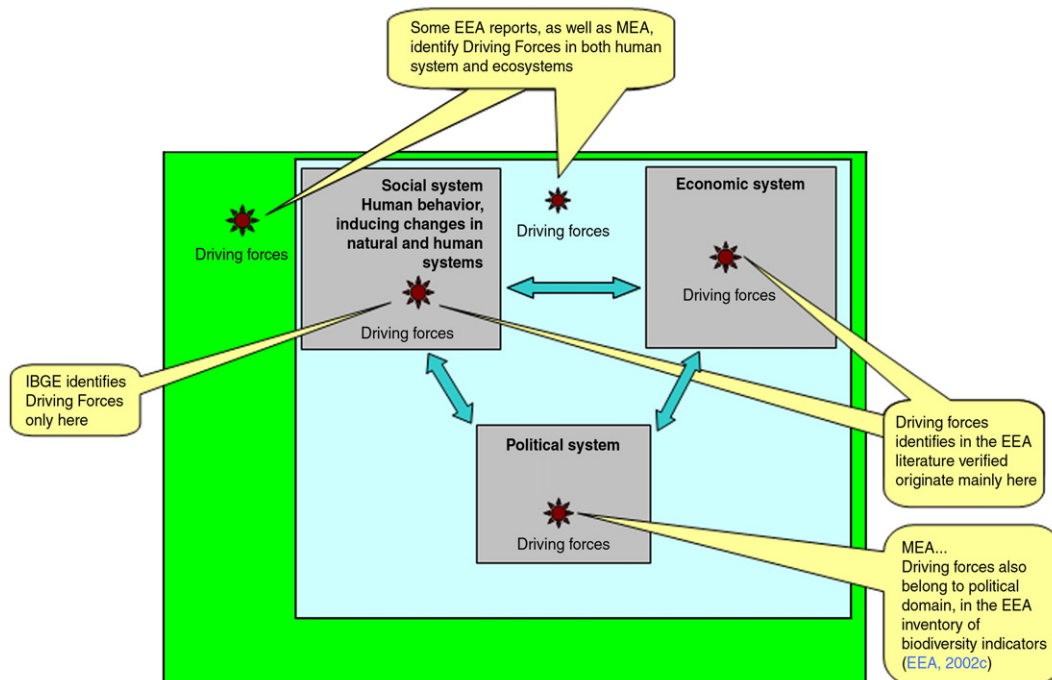 Some EEA reports, as well as MEA,
identify Driving Forces in both human
system and ecosystems
Social system
Human behavior,
inducing changes in
natural and human
systems
Driving forces
Economic system
Driving forces
Driving forces
Driving forces
IBGE identifies
Driving Forces
only here
Political system
Driving forces
Driving forces
identifies in the EEA
literature verified
originate mainly here
MEA...
Driving forces also
belong to political
domain, in the EEA
inventory of
biodiversity indicators
(EEA, 2002c)